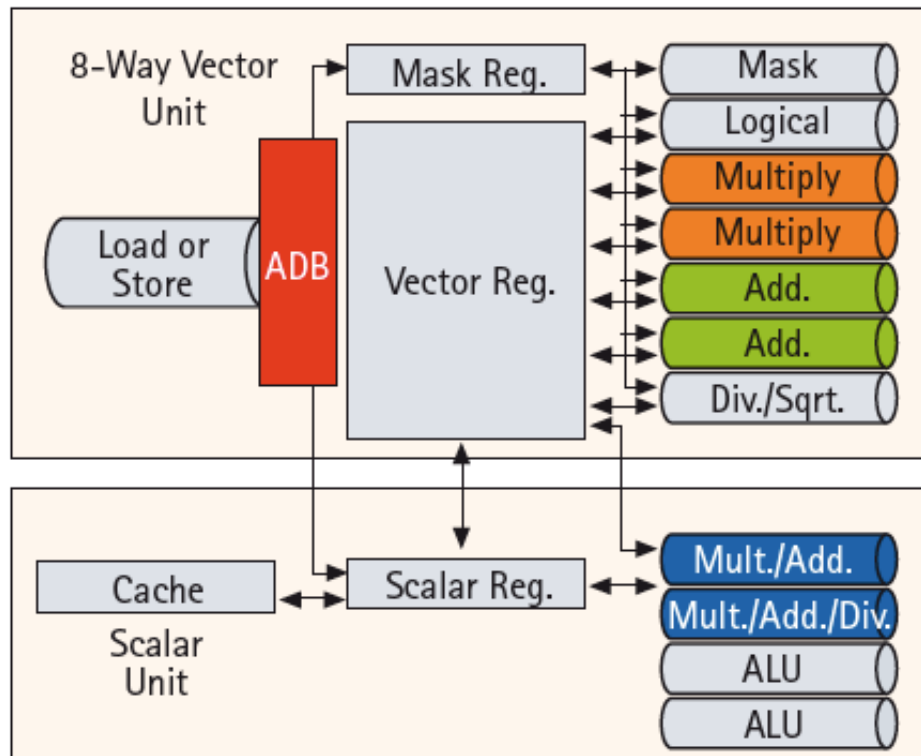 8-Way Vector
Unit
Mask Reg.
Mask
Logical
Multiply
Multiply
Load or
Store
ADB
Vector Reg.
Add.
Add.
Div./Sqrt.
Cache
Scalar
Unit
Scalar Reg.
Mult./Add.
Mult./Add./Div.
ALU
ALU